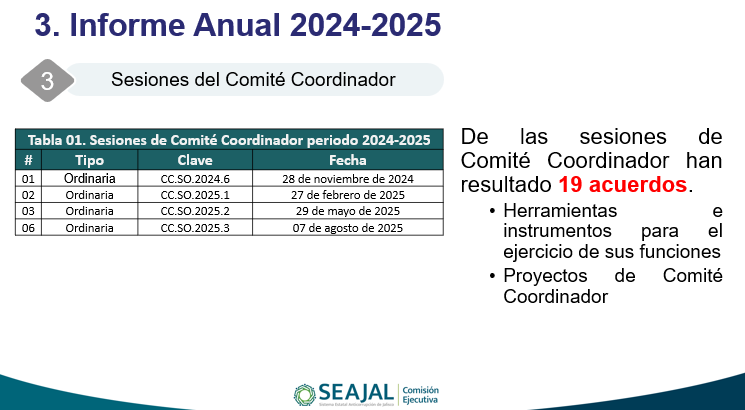 3. Informe Anual 2024-2025
3
Sesiones del Comité Coordinador
Tabla 01. Sesiones de Comité Coordinador periodo 2024-2025
# Tipo Clave Fecha
01 Ordinaria CC.SO.2024.6 28 de noviembre de 2024
02 Ordinaria CC.SO.2025.1 27 de febrero de 2025
03 Ordinaria CC.SO.2025.2 29 de mayo de 2025
06 Ordinaria CC.SO.2025.3 07 de agosto de 2025
De las sesiones de
Comité Coordinador han
resultado 19 acuerdos.
• Herramientas e
instrumentos para el
ejercicio de sus funciones
• Proyectos de Comité
Coordinador
SEAJAL
Sistema Estatal Anticorrupción de Jalisco
Comisión
Ejecutiva